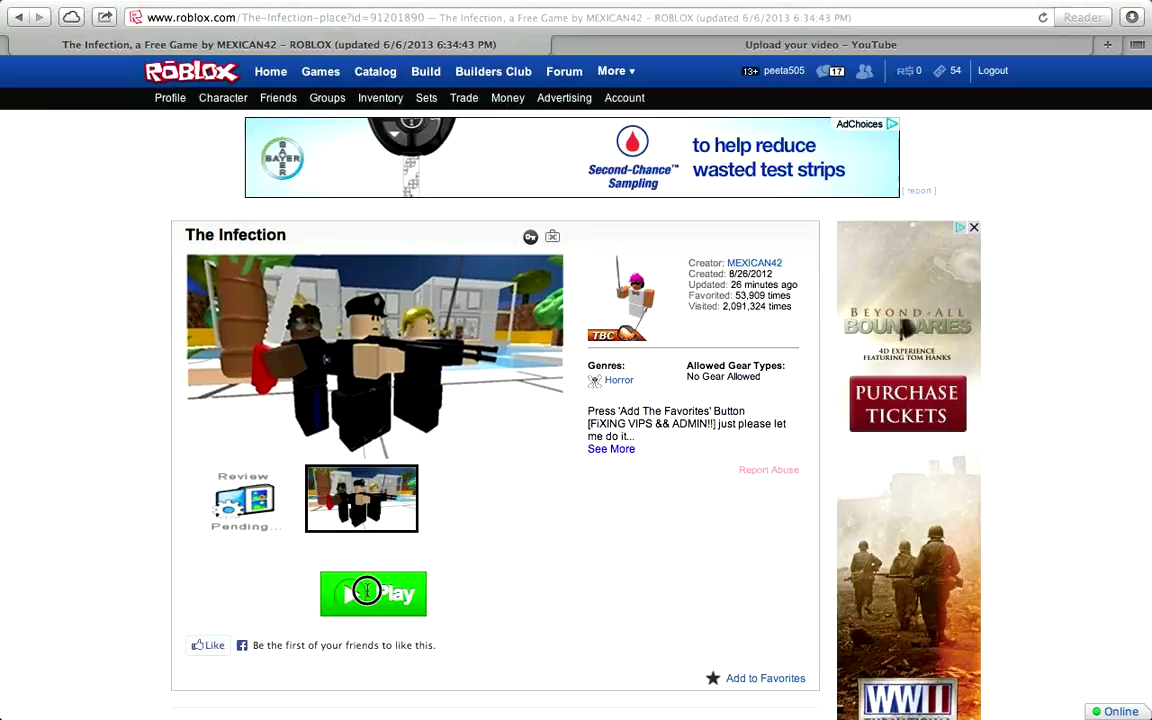 www.roblox.com/The-Infection-place?id=91201890 — The Infection, a Free Game by MEXICAN42 – ROBLOX (updated 6/6/2013 6:34:43 PM)
Reader
The Infection, a Free Game by MEXICAN42 – ROBLOX (updated 6/6/2013 6:34:43 PM)
Upload your video – YouTube
ROBLOX
Home
Games
Catalog
Build
Builders Club
Forum
More
13+
peeta505
17
R$ 0
54
Logout
Profile
Character
Friends
Groups
Inventory
Sets
Trade
Money
Advertising
Account
AdChoices
BAYER
BAYER
Second-Chance™
Sampling
to help reduce
wasted test strips
[ report ]
The Infection
Creator: MEXICAN42
Created: 8/26/2012
Updated: 26 minutes ago
Favorited: 53,909 times
Visited: 2,091,324 times
TBC
Genres:
Horror
Allowed Gear Types:
No Gear Allowed
Press 'Add The Favorites' Button
[FiXING VIPS && ADMIN!!] just please let
me do it...
See More
Report Abuse
Review
Pending...
Play
Like
Be the first of your friends to like this.
Add to Favorites
BEYOND-ALL
BOUNDARIES
4D EXPERIENCE
FEATURING TOM HANKS
PURCHASE
TICKETS
WWII
Online